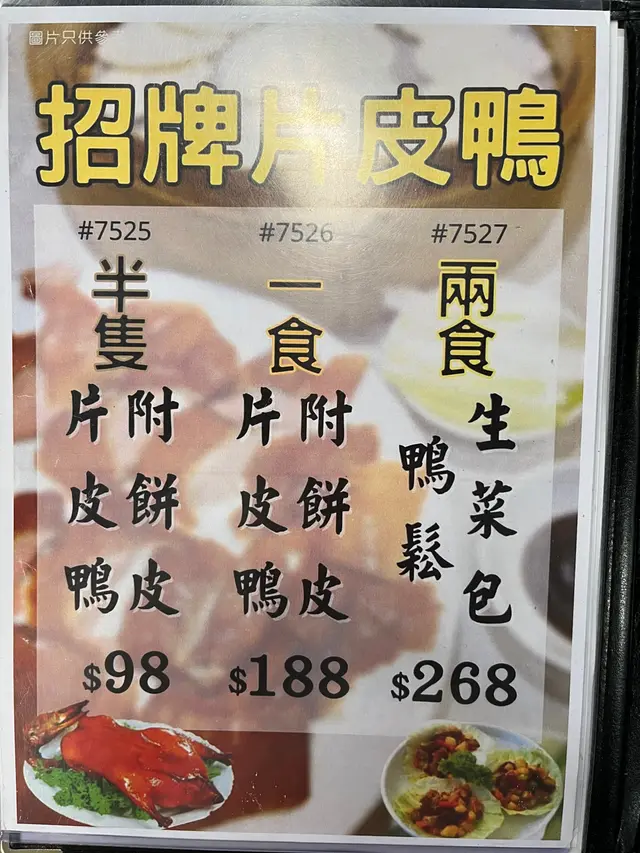 圖片只供參
招牌片皮鴨
#7525
半隻
附餅皮
片皮鴨
$98
#7526
一食
附餅皮
片皮鴨
$188
#7527
兩食
生菜包
鴨鬆
$268